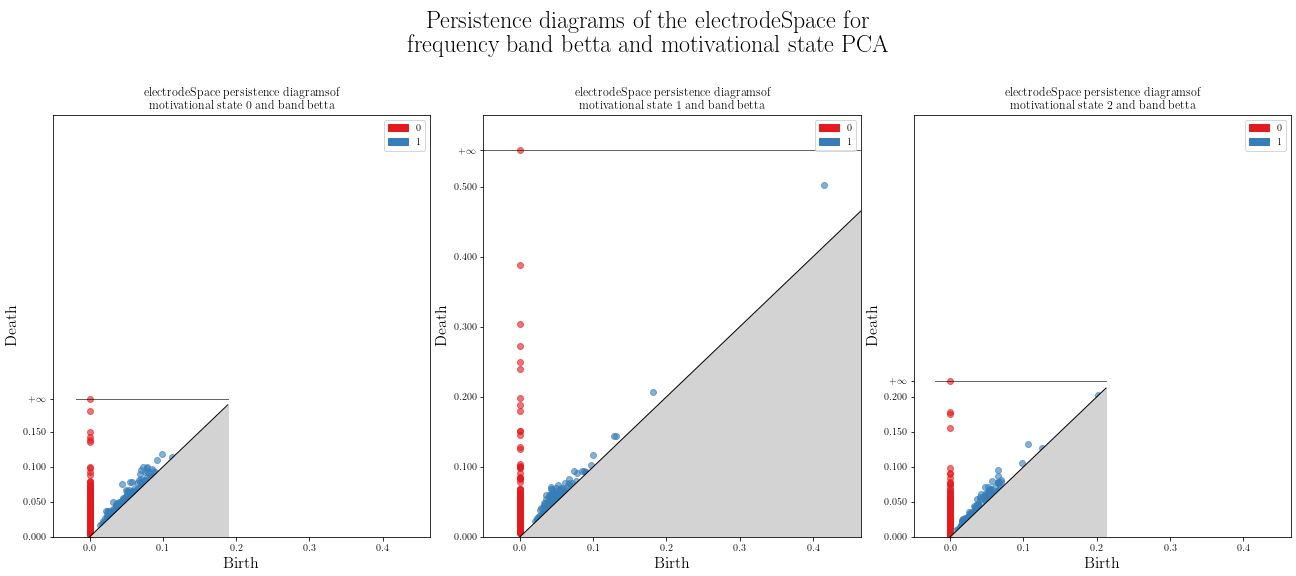 Persistence diagrams of the electrodeSpace for
frequency band betta and motivational state PCA
electrodeSpace persistence diagramsof
motivational state 0 and band betta
0
1
+∞
0.150
0.100
0.050
0.000
Death
0.0 0.1 0.2 0.3 0.4
Birth
electrodeSpace persistence diagramsof
motivational state 1 and band betta
0
1
+∞
0.500
0.400
0.300
0.200
0.100
0.000
Death
0.0 0.1 0.2 0.3 0.4
Birth
electrodeSpace persistence diagramsof
motivational state 2 and band betta
0
1
+∞
0.200
0.150
0.100
0.050
0.000
Death
0.0 0.1 0.2 0.3 0.4
Birth